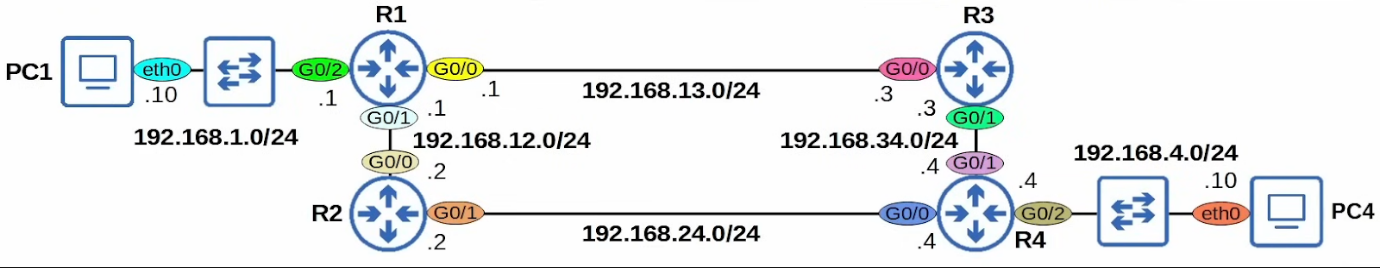 R1
R3
PC1
eth0
G0/2
G0/0
G0/0
.10
.1
.1
192.168.13.0/24
.3
.1
.3
G0/1
G0/1
192.168.1.0/24
192.168.12.0/24
192.168.34.0/24
192.168.4.0/24
G0/0
.2
.4
G0/1
.4
.10
R2
G0/1
G0/0
G0/2
eth0
PC4
.2
192.168.24.0/24
.4
R4